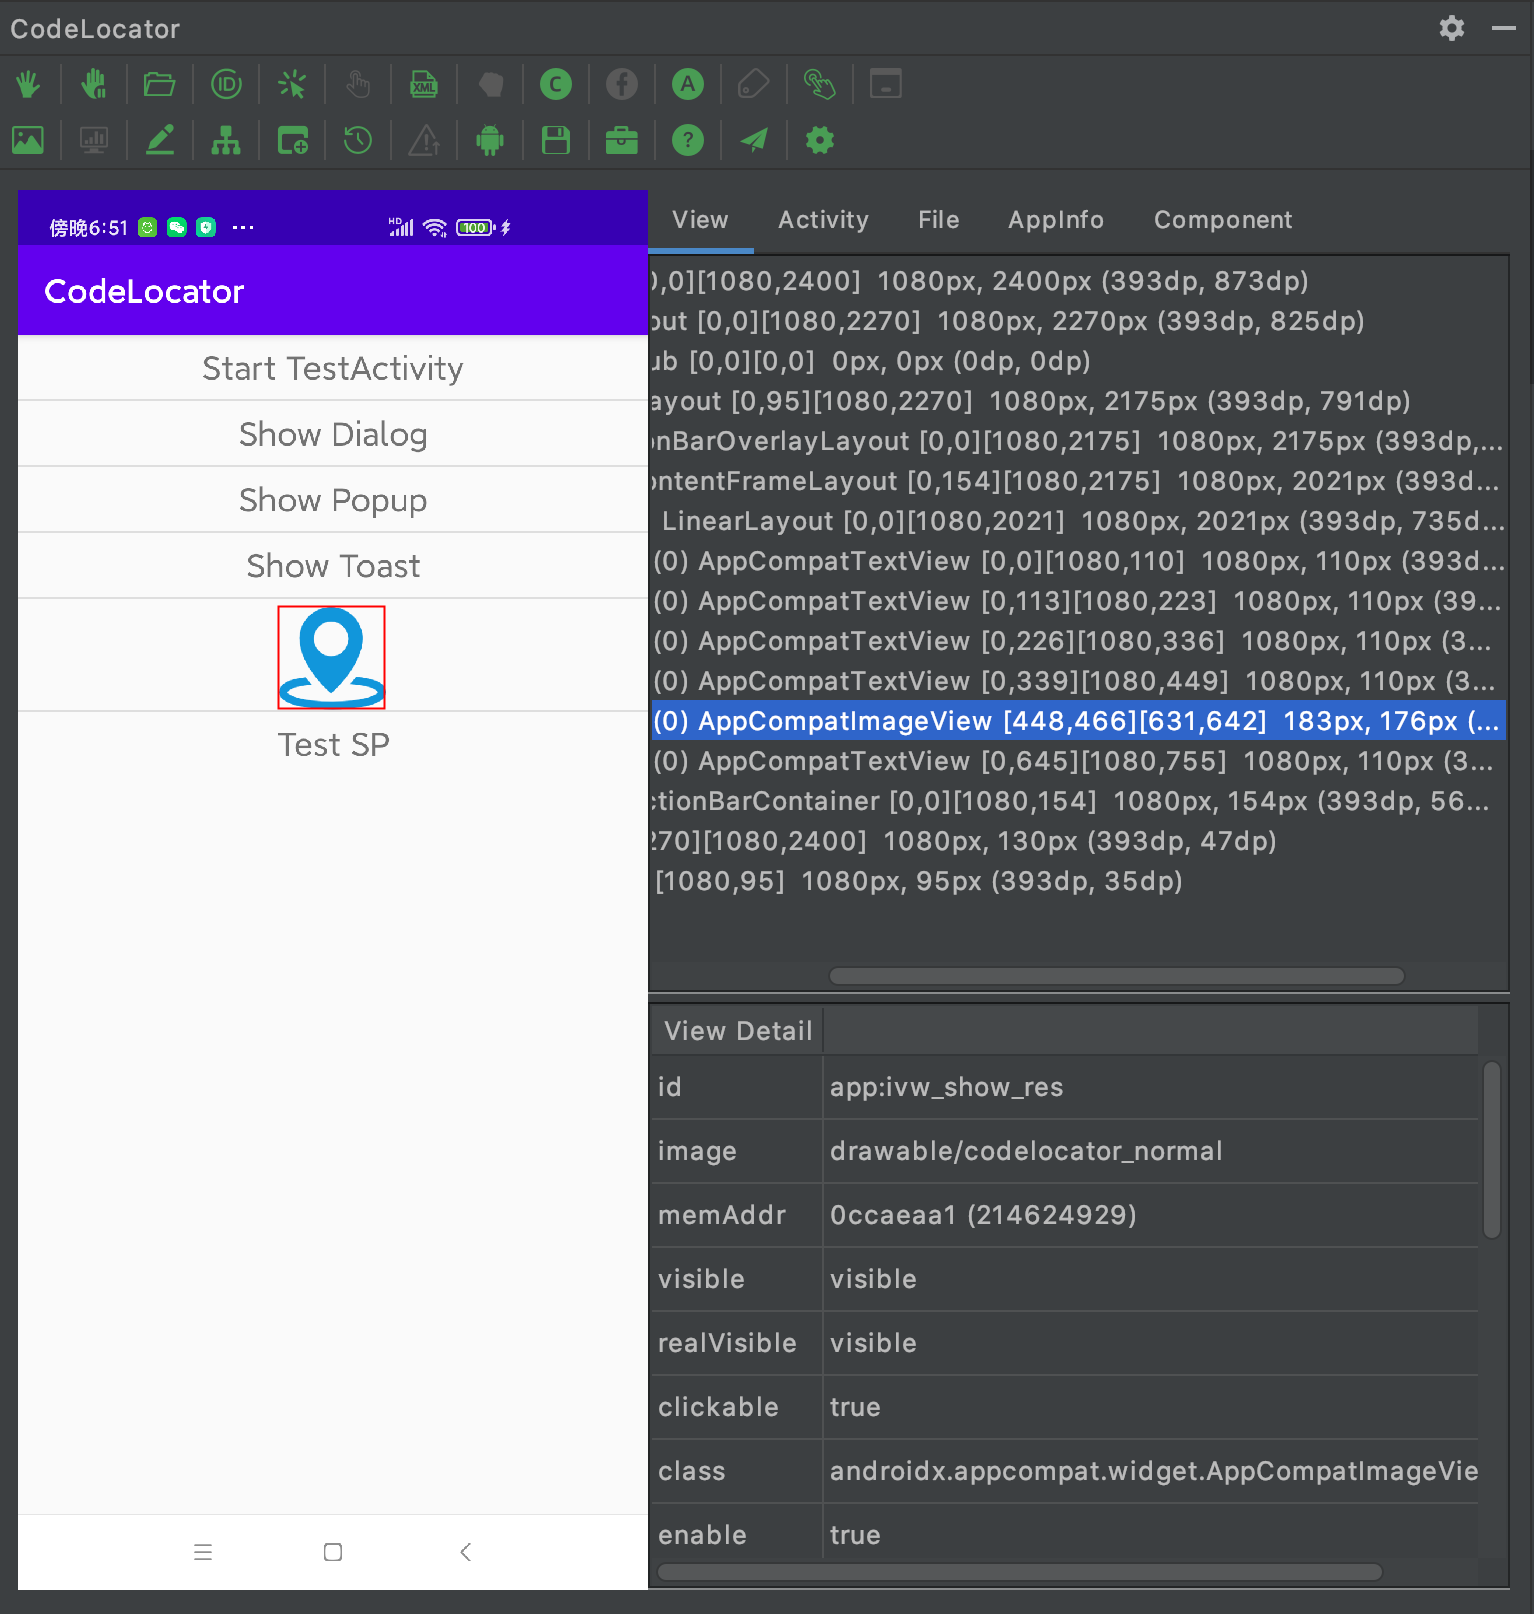 CodeLocator
ID
XML
C
f
A
?
傍晚6:51
HD
100
CodeLocator
Start TestActivity
Show Dialog
Show Popup
Show Toast
Test SP
View Activity File AppInfo Component
,0][1080,2400] 1080px, 2400px (393dp, 873dp)
out [0,0][1080,2270] 1080px, 2270px (393dp, 825dp)
ub [0,0][0,0] 0px, 0px (0dp, 0dp)
ayout [0,95][1080,2270] 1080px, 2175px (393dp, 791dp)
onBarOverlayLayout [0,0][1080,2175] 1080px, 2175px (393dp,...
ontentFrameLayout [0,154][1080,2175] 1080px, 2021px (393d...
LinearLayout [0,0][1080,2021] 1080px, 2021px (393dp, 735d...
(0) AppCompatTextView [0,0][1080,110] 1080px, 110px (393d...
(0) AppCompatTextView [0,113][1080,223] 1080px, 110px (39...
(0) AppCompatTextView [0,226][1080,336] 1080px, 110px (3...
(0) AppCompatTextView [0,339][1080,449] 1080px, 110px (3...
(0) AppCompatImageView [448,466][631,642] 183px, 176px (...
(0) AppCompatTextView [0,645][1080,755] 1080px, 110px (3...
ctionBarContainer [0,0][1080,154] 1080px, 154px (393dp, 56...
270][1080,2400] 1080px, 130px (393dp, 47dp)
[1080,95] 1080px, 95px (393dp, 35dp)
View Detail
id app:ivw_show_res
image drawable/codelocator_normal
memAddr 0ccaeaa1 (214624929)
visible visible
realVisible visible
clickable true
class androidx.appcompat.widget.AppCompatImageVie
enable true